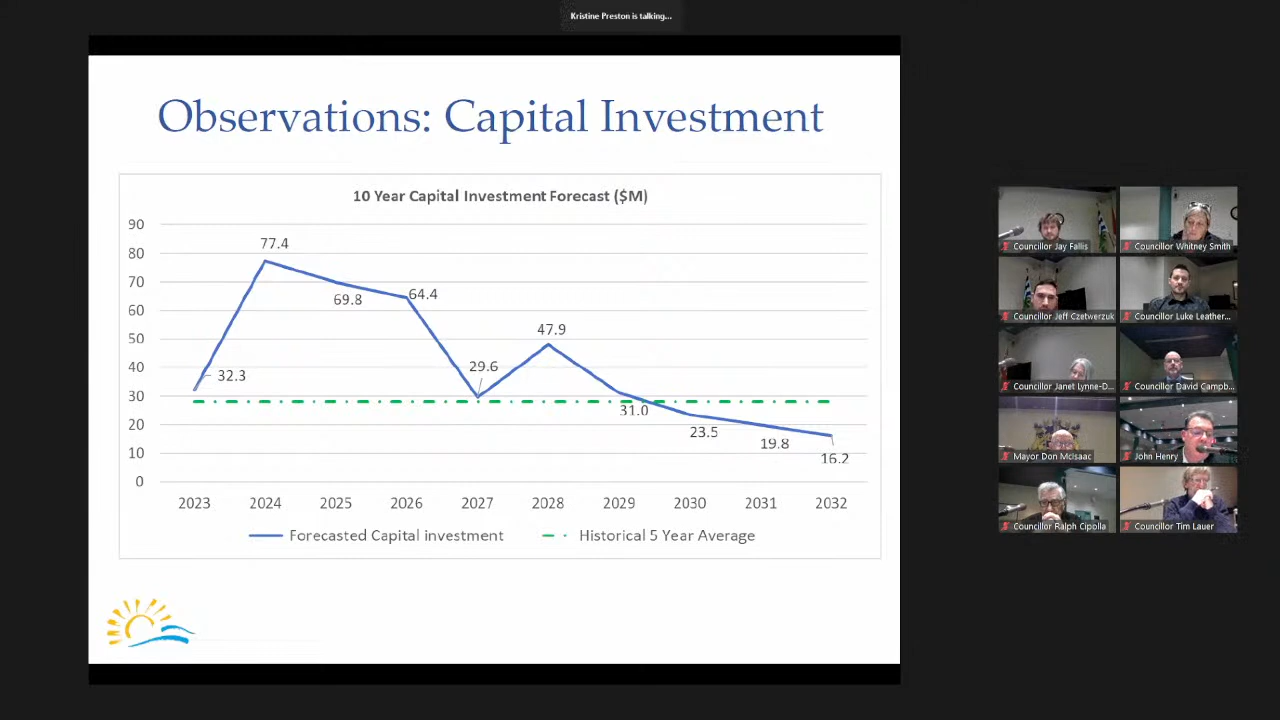 Kristine Preston is talking...
Observations: Capital Investment
10 Year Capital Investment Forecast ($M)
90
80
70
60
50
40
30
20
10
0
32.3
77.4
69.8
64.4
29.6
47.9
31.0
23.5
19.8
16.2
2023 2024 2025 2026 2027 2028 2029 2030 2031 2032
Forecasted Capital investment Historical 5 Year Average
Councillor Jay Fallis
Councillor Whitney Smith
Councillor Jeff Czetwerzuk
Councillor Luke Leather...
Councillor Janet Lynne-D...
Councillor David Campb...
Mayor Don McIsaac
John Henry
Councillor Ralph Cipolla
Councillor Tim Lauer